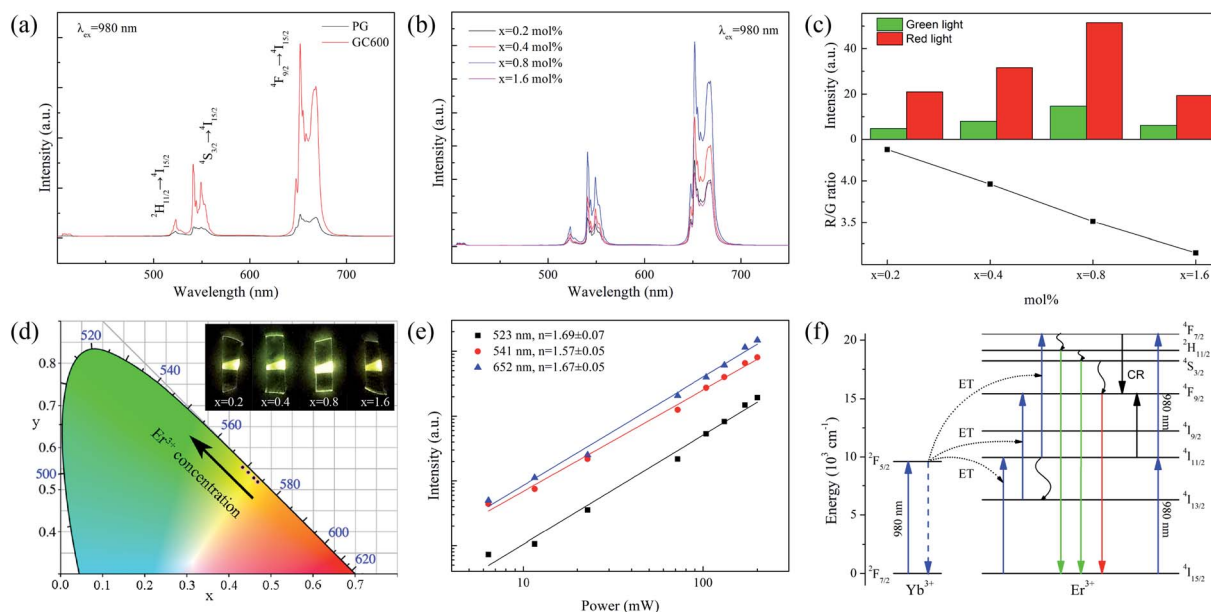 (a)
λex=980 nm
PG
GC600
²H₁₁/₂→⁴I₁₅/₂
⁴S₃/₂→⁴I₁₅/₂
⁴F₉/₂→⁴I₁₅/₂
Intensity (a.u.)
500 600 700
Wavelength (nm)
(b)
x=0.2 mol%
x=0.4 mol%
x=0.8 mol%
x=1.6 mol%
λex=980 nm
Intensity (a.u.)
500 600 700
Wavelength (nm)
(c)
Green light
Red light
Intensity (a.u.)
40
20
0
R/G ratio
4.0
3.5
x=0.2 x=0.4 x=0.8 x=1.6
mol%
(d)
520
540
560
580
600
620
500
0.8
0.8
0.7
0.6
y
0.5
0.4
0.3
x=0.2 x=0.4 x=0.8 x=1.6
Er³⁺ concentration
0.0 0.1 0.2 0.3 0.4 0.5 0.6 0.7
x
(e)
523 nm, n=1.69±0.07
541 nm, n=1.57±0.05
652 nm, n=1.67±0.05
Intensity (a.u.)
10 100
Power (mW)
(f)
Energy (10³ cm⁻¹)
20
15
10
5
0
²F₅/₂
²F₇/₂
980 nm
Yb³⁺
ET
ET
ET
CR
980 nm
980 nm
⁴F₇/₂
²H₁₁/₂
⁴S₃/₂
⁴F₉/₂
⁴I₉/₂
⁴I₁₁/₂
⁴I₁₃/₂
⁴I₁₅/₂
Er³⁺